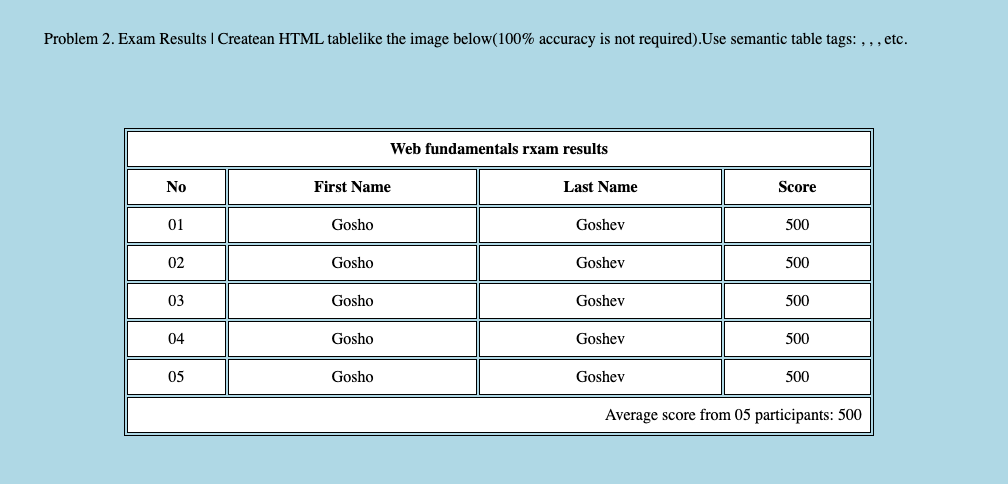 Problem 2. Exam Results | Createan HTML tablelike the image below(100% accuracy is not required).Use semantic table tags: , , , etc.
Web fundamentals rxam results
No First Name Last Name Score
01 Gosho Goshev 500
02 Gosho Goshev 500
03 Gosho Goshev 500
04 Gosho Goshev 500
05 Gosho Goshev 500
Average score from 05 participants: 500